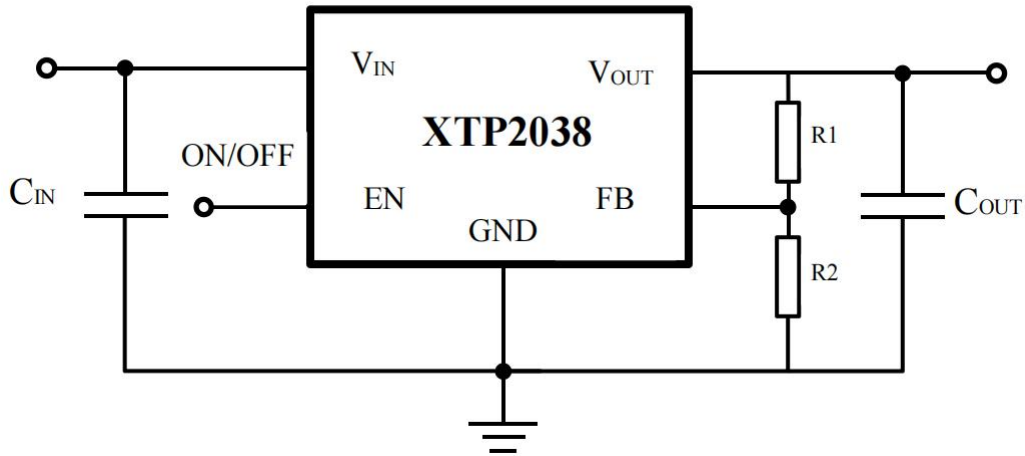 VIN
VOUT
XTP2038
R1
ON/OFF
CIN
EN
FB
COUT
GND
R2